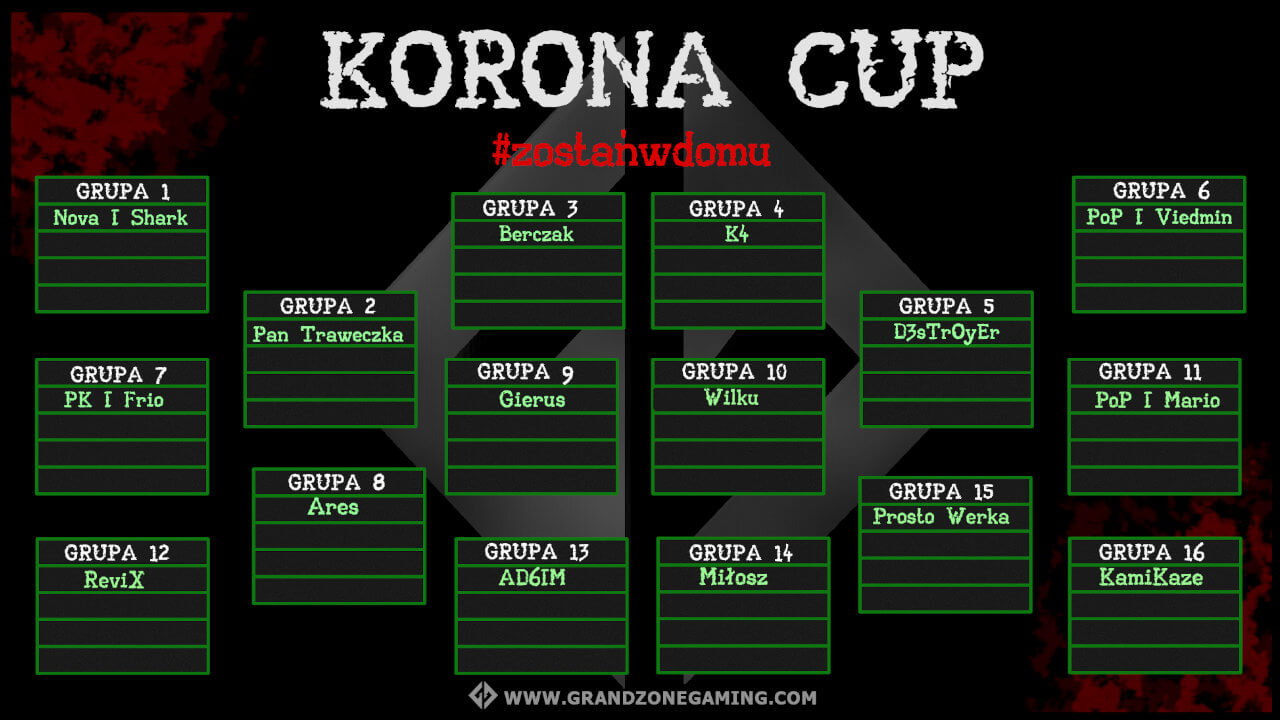 KORONA CUP
#zostańwdomu
GRUPA 1
Nova I Shark
GRUPA 2
Pan Traweczka
GRUPA 3
Berczak
GRUPA 4
K4
GRUPA 5
D3sTrOyEr
GRUPA 6
PoP I Viedmin
GRUPA 7
PK I Frio
GRUPA 8
Ares
GRUPA 9
Gierus
GRUPA 10
Wilku
GRUPA 11
PoP I Mario
GRUPA 12
ReviX
GRUPA 13
AD6IM
GRUPA 14
Miłosz
GRUPA 15
Prosto Werka
GRUPA 16
KamiKaze
WWW.GRANDZONEGAMING.COM